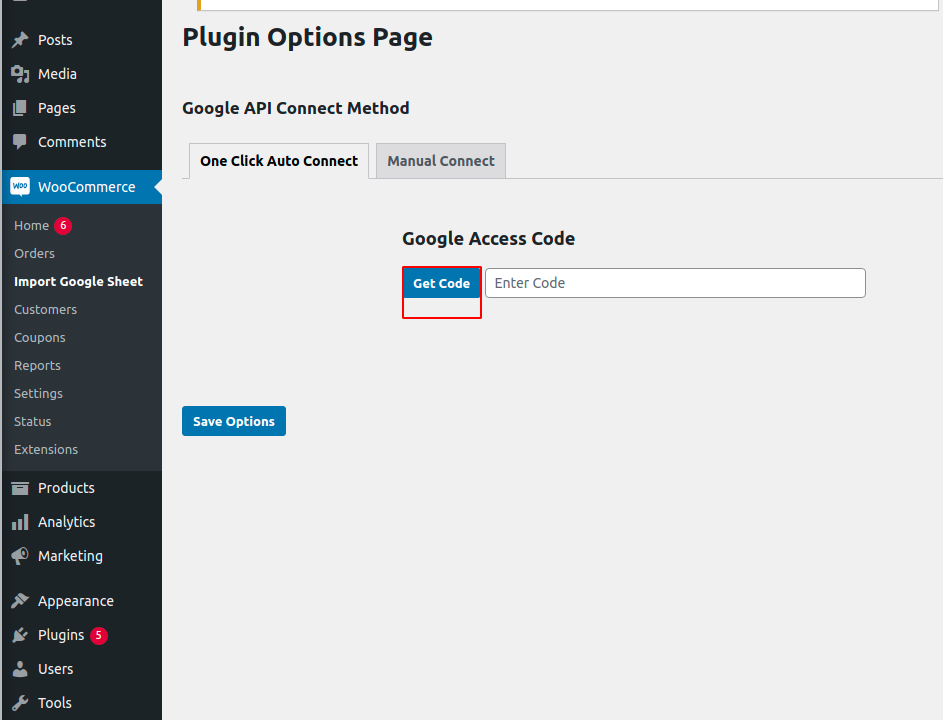 Posts
Media
Pages
Comments
WOO
WooCommerce
Home 6
Orders
Import Google Sheet
Customers
Coupons
Reports
Settings
Status
Extensions
Products
Analytics
Marketing
Appearance
Plugins 5
Users
Tools
Plugin Options Page
Google API Connect Method
One Click Auto Connect Manual Connect
Google Access Code
Get Code Enter Code
Save Options